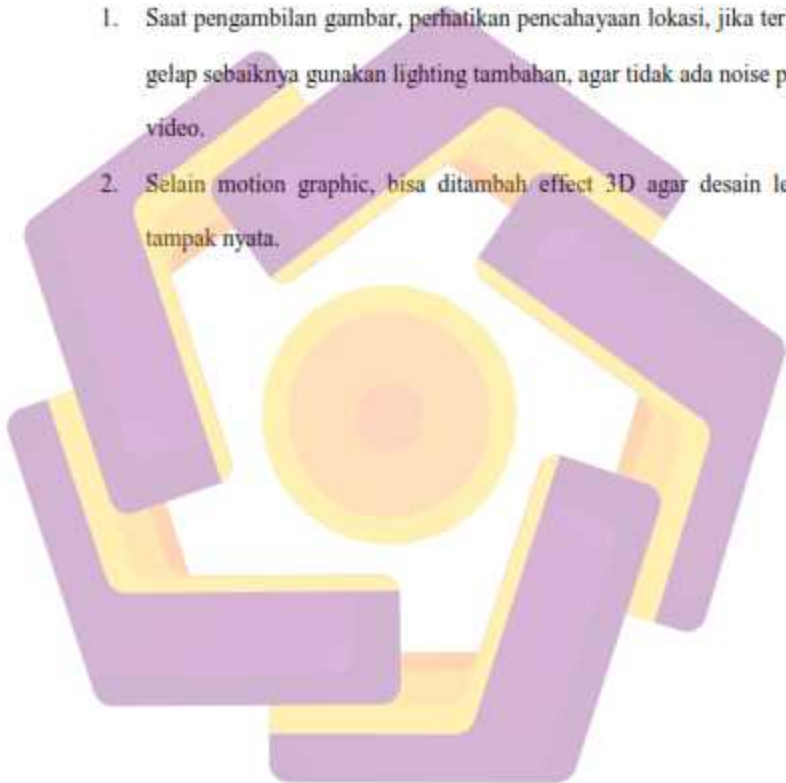 1. Saat pengambilan gambar, perhatikan pencahayaan lokasi, jika ter
gelap sebaiknya gunakan lighting tambahan, agar tidak ada noise p
video.
2. Selain motion graphic, bisa ditambah effect 3D agar desain le
tampak nyata.